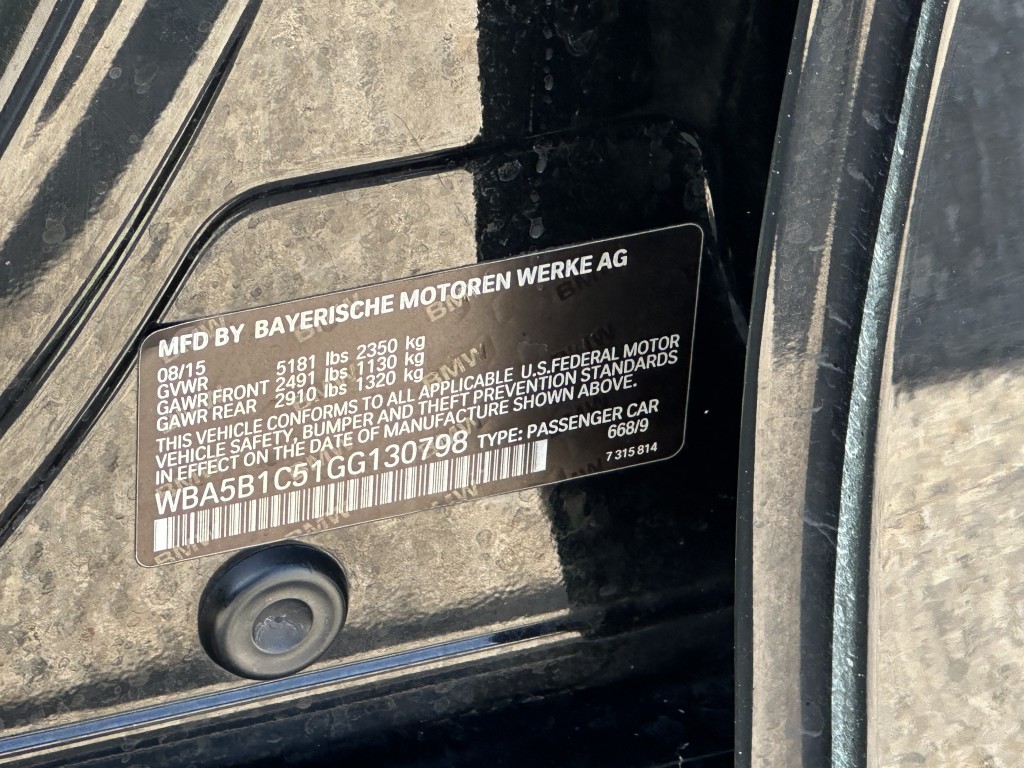 MFD BY BAYERISCHE MOTOREN WERKE AG
08/15
GVWR 5181 lbs 2350 kg
GAWR FRONT 2491 lbs 1130 kg
GAWR REAR 2910 lbs 1320 kg
THIS VEHICLE CONFORMS TO ALL APPLICABLE U.S.FEDERAL MOTOR
VEHICLE SAFETY, BUMPER AND THEFT PREVENTION STANDARDS
IN EFFECT ON THE DATE OF MANUFACTURE SHOWN ABOVE.
WBA5B1C51GG130798 TYPE: PASSENGER CAR
668/9
7 315 814